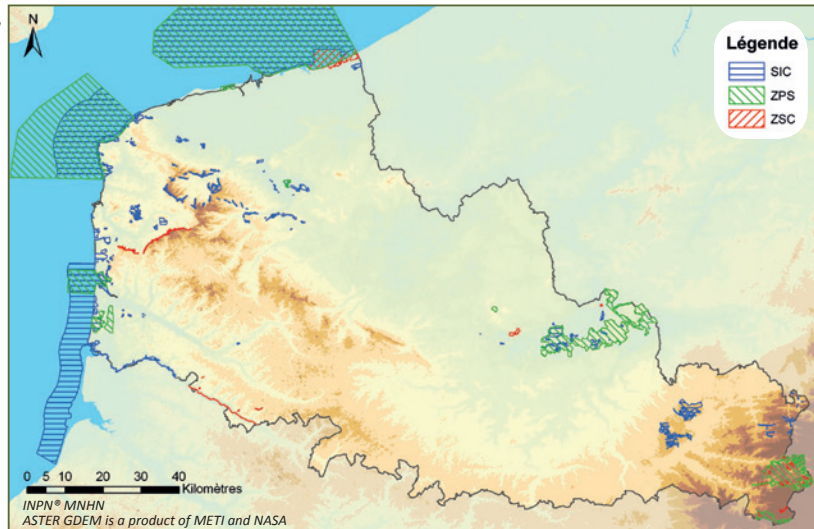 N
Légende
SIC
ZPS
ZSC
0 5 10 20 30 40
Kilomètres
INPN® MNHN
ASTER GDEM is a product of METI and NASA